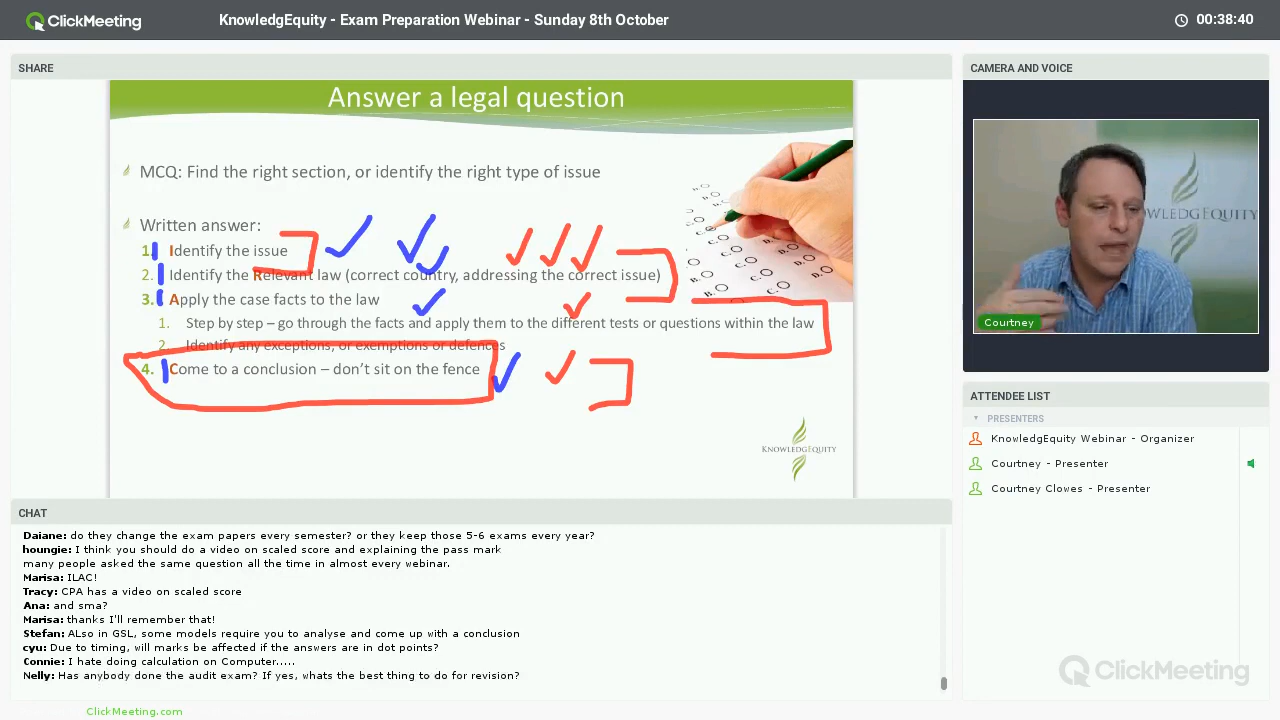 ClickMeeting
KnowledgEquity - Exam Preparation Webinar - Sunday 8th October
00:38:40
SHARE
Answer a legal question
MCQ: Find the right section, or identify the right type of issue
Written answer:
1. Identify the issue
2. Identify the Relevant law (correct country, addressing the correct issue)
3. Apply the case facts to the law
1. Step by step – go through the facts and apply them to the different tests or questions within the law
2. Identify any exceptions, or exemptions or defences
4. Come to a conclusion – don't sit on the fence
KNOWLEDGEQUITY
CAMERA AND VOICE
KNOWLEDGEQUITY
Courtney
ATTENDEE LIST
PRESENTERS
KnowledgEquity Webinar - Organizer
Courtney - Presenter
Courtney Clowes - Presenter
CHAT
Daiane: do they change the exam papers every semester? or they keep those 5-6 exams every year?
houngie: I think you should do a video on scaled score and explaining the pass mark
many people asked the same question all the time in almost every webinar.
Marisa: ILAC!
Tracy: CPA has a video on scaled score
Ana: and sma?
Marisa: thanks I'll remember that!
Stefan: ALso in GSL, some models require you to analyse and come up with a conclusion
cyu: Due to timing, will marks be affected if the answers are in dot points?
Connie: I hate doing calculation on Computer.....
Nelly: Has anybody done the audit exam? If yes, whats the best thing to do for revision?
ClickMeeting
ClickMeeting.com